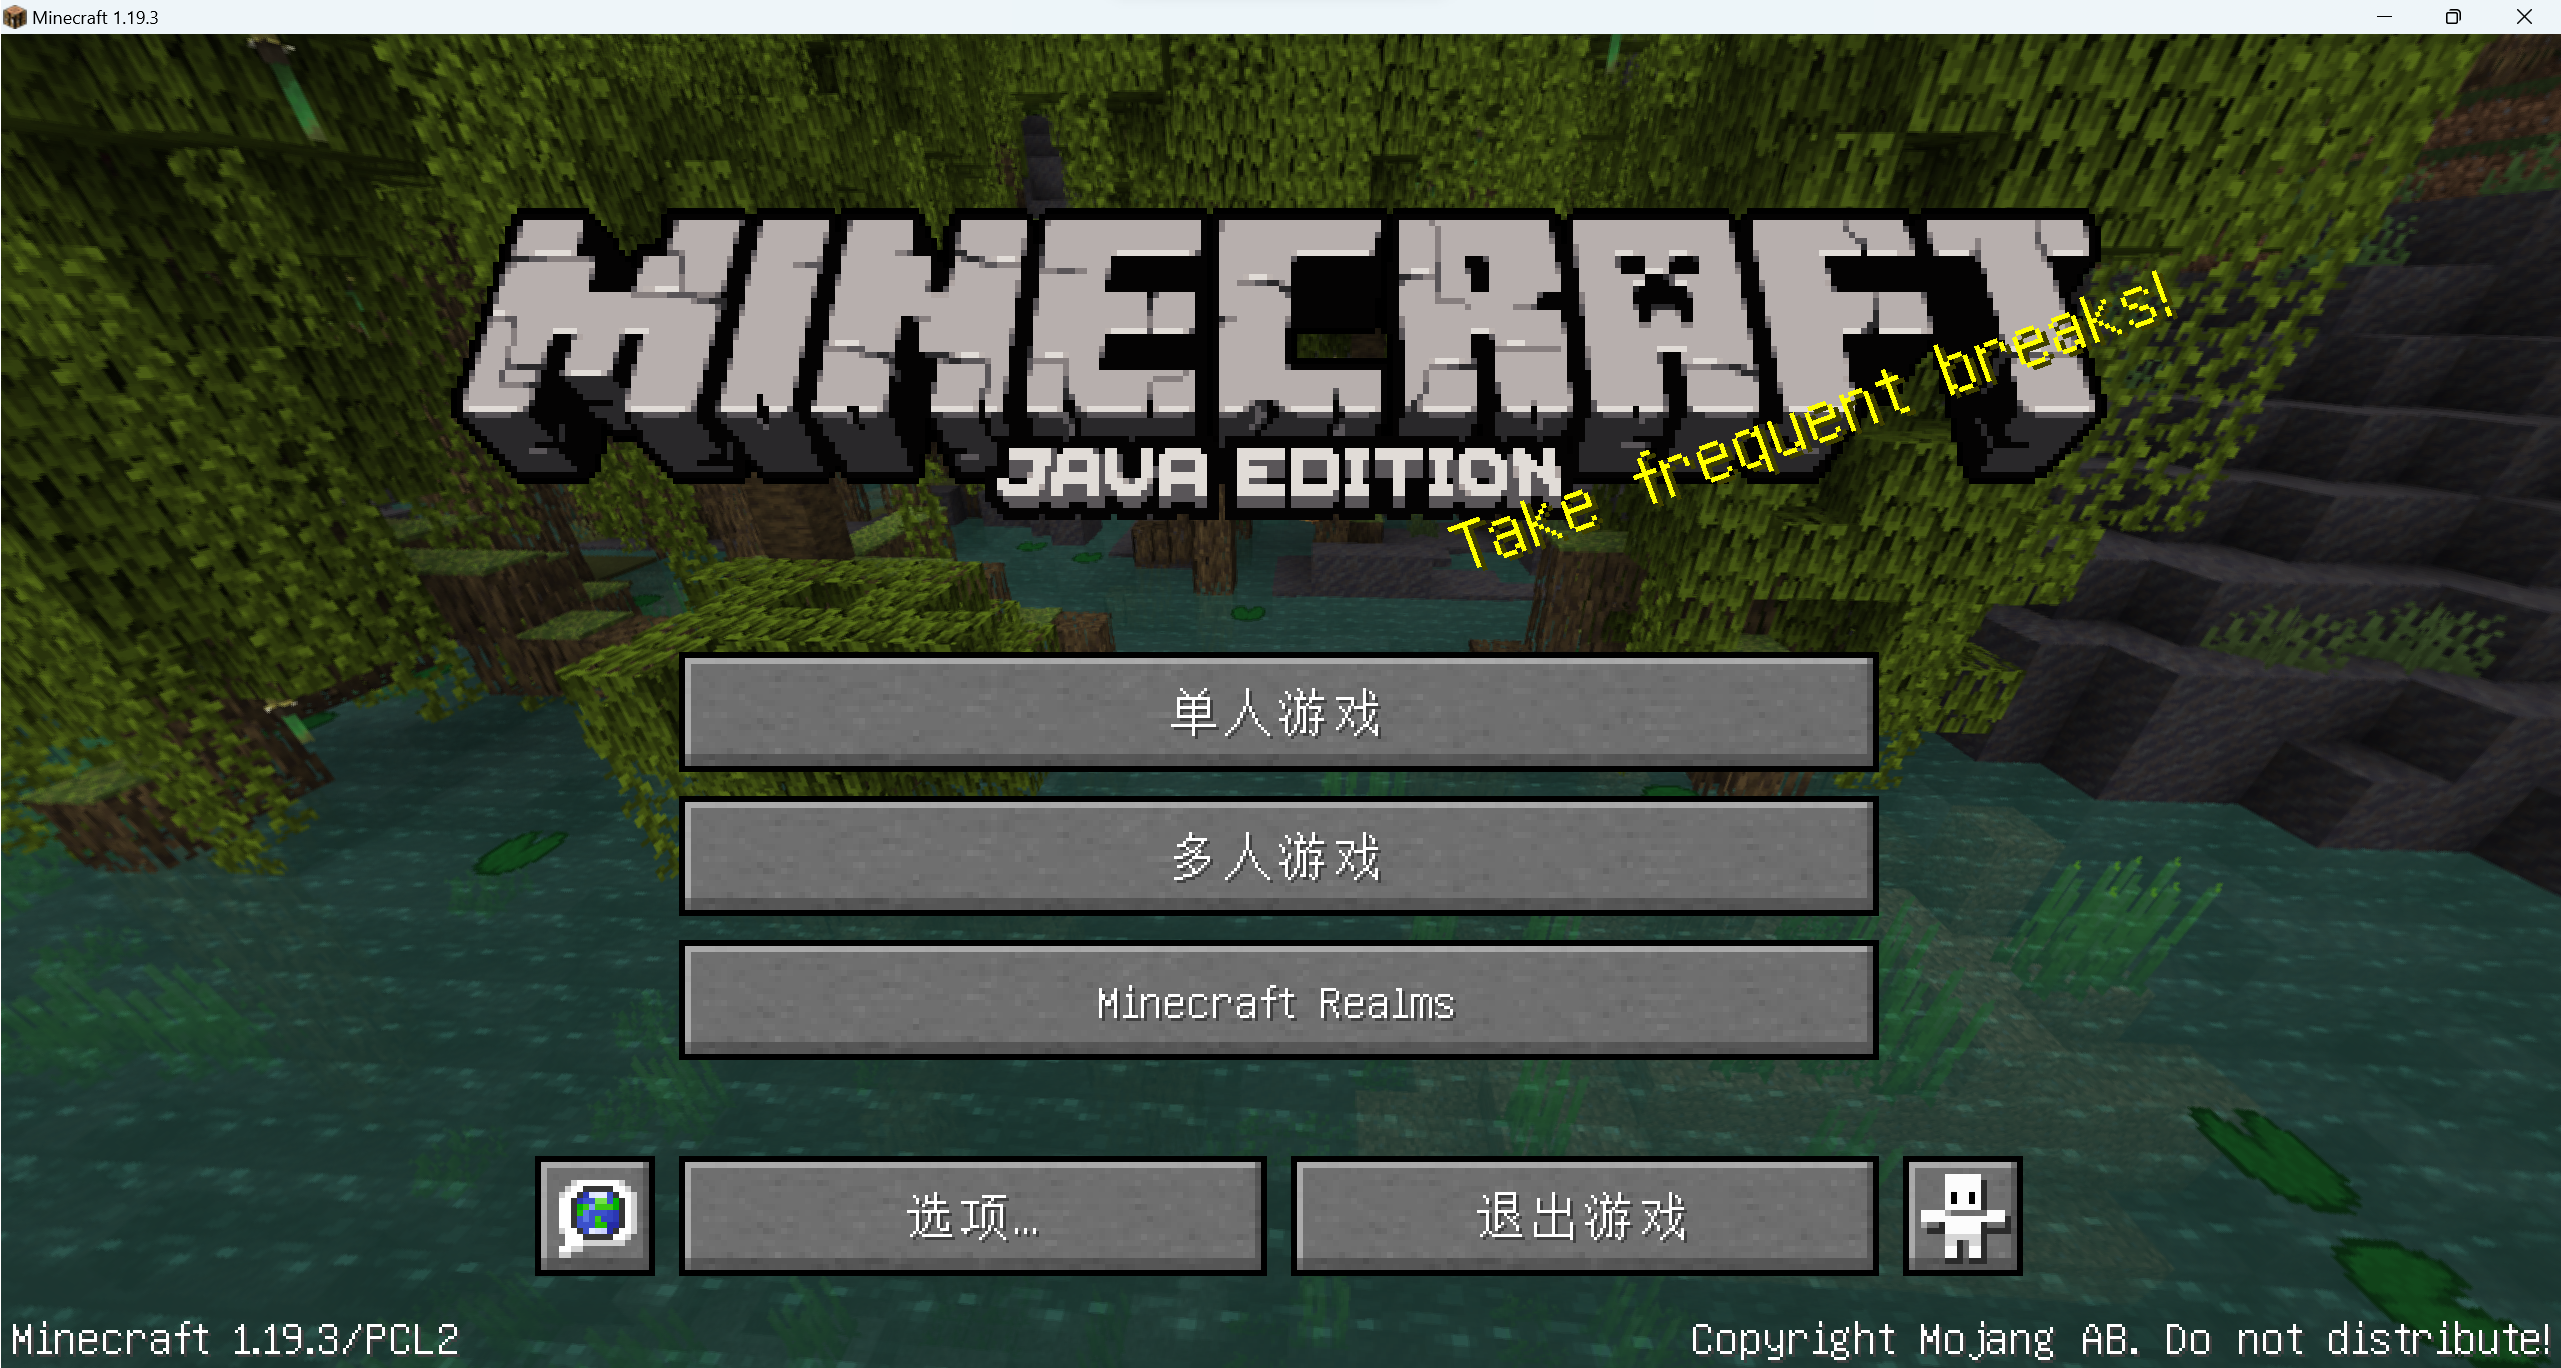 Minecraft 1.19.3
MINECRAFT
JAVA EDITION
Take frequent breaks!
单人游戏
多人游戏
Minecraft Realms
选项...
退出游戏
Minecraft 1.19.3/PCL2
Copyright Mojang AB. Do not distribute!